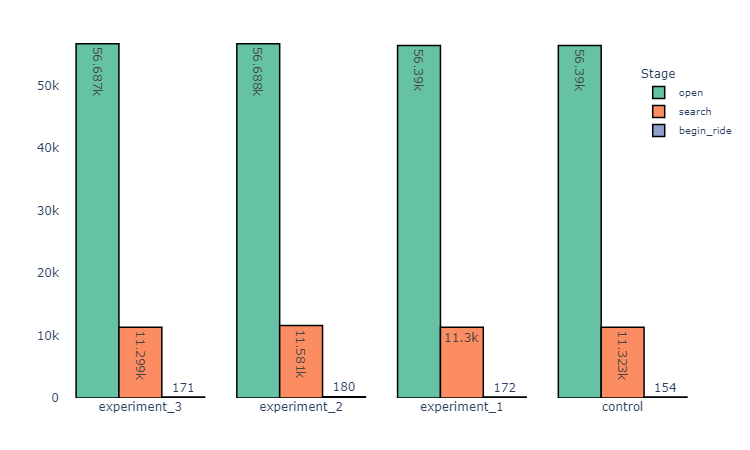 50k
40k
30k
20k
10k
0
56.687k
11.299k
171
56.688k
11.581k
180
56.39k
11.3k
172
56.39k
11.323k
154
experiment_3
experiment_2
experiment_1
control
Stage
open
search
begin_ride